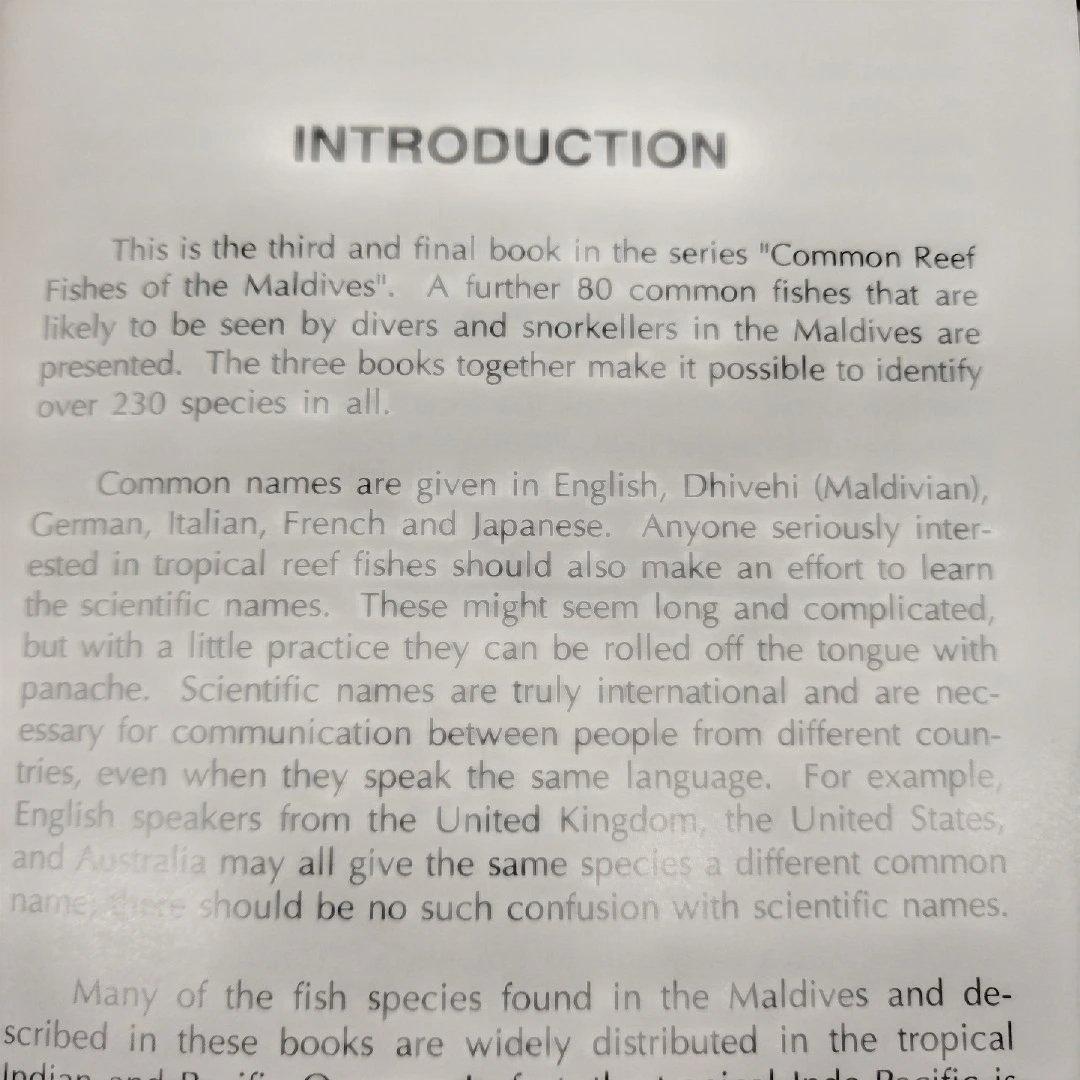 INTRODUCTION
This is the third and final book in the series "Common Reef
Fishes of the Maldives". A further 80 common fishes that are
likely to be seen by divers and snorkellers in the Maldives are
presented. The three books together make it possible to identify
over 230 species in all.
Common names are given in English, Dhivehi (Maldivian),
German, Italian, French and Japanese. Anyone seriously inter-
ested in tropical reef fishes should also make an effort to learn
the scientific names. These might seem long and complicated,
but with a little practice they can be rolled off the tongue with
panache. Scientific names are truly international and are nec-
essary for communication between people from different coun-
tries, even when they speak the same language. For example,
English speakers from the United Kingdom, the United States,
and Australia may all give the same species a different common
name; there should be no such confusion with scientific names.
Many of the fish species found in the Maldives and de-
scribed in these books are widely distributed in the tropical
Indian and